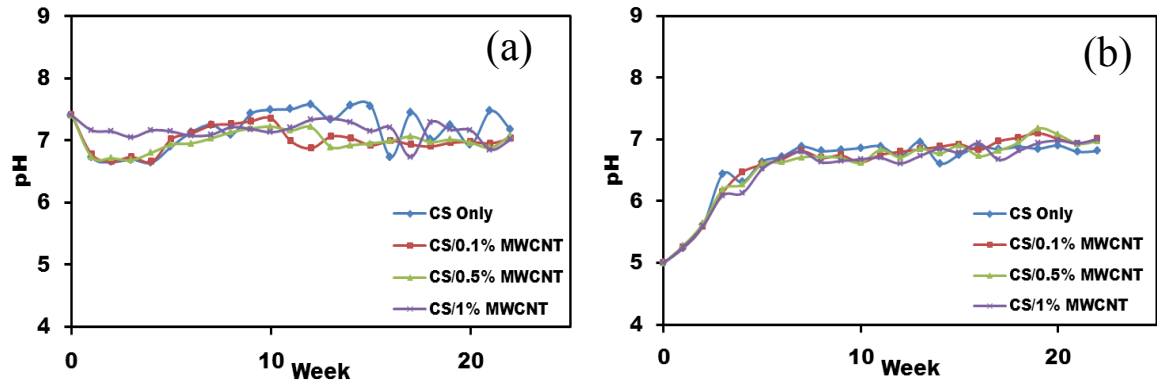 (a)
9
8
7
6
5
4
pH
CS Only
CS/0.1% MWCNT
CS/0.5% MWCNT
CS/1% MWCNT
0
10
20
Week
(b)
9
8
7
6
5
4
pH
CS Only
CS/0.1% MWCNT
CS/0.5% MWCNT
CS/1% MWCNT
0
10
20
Week